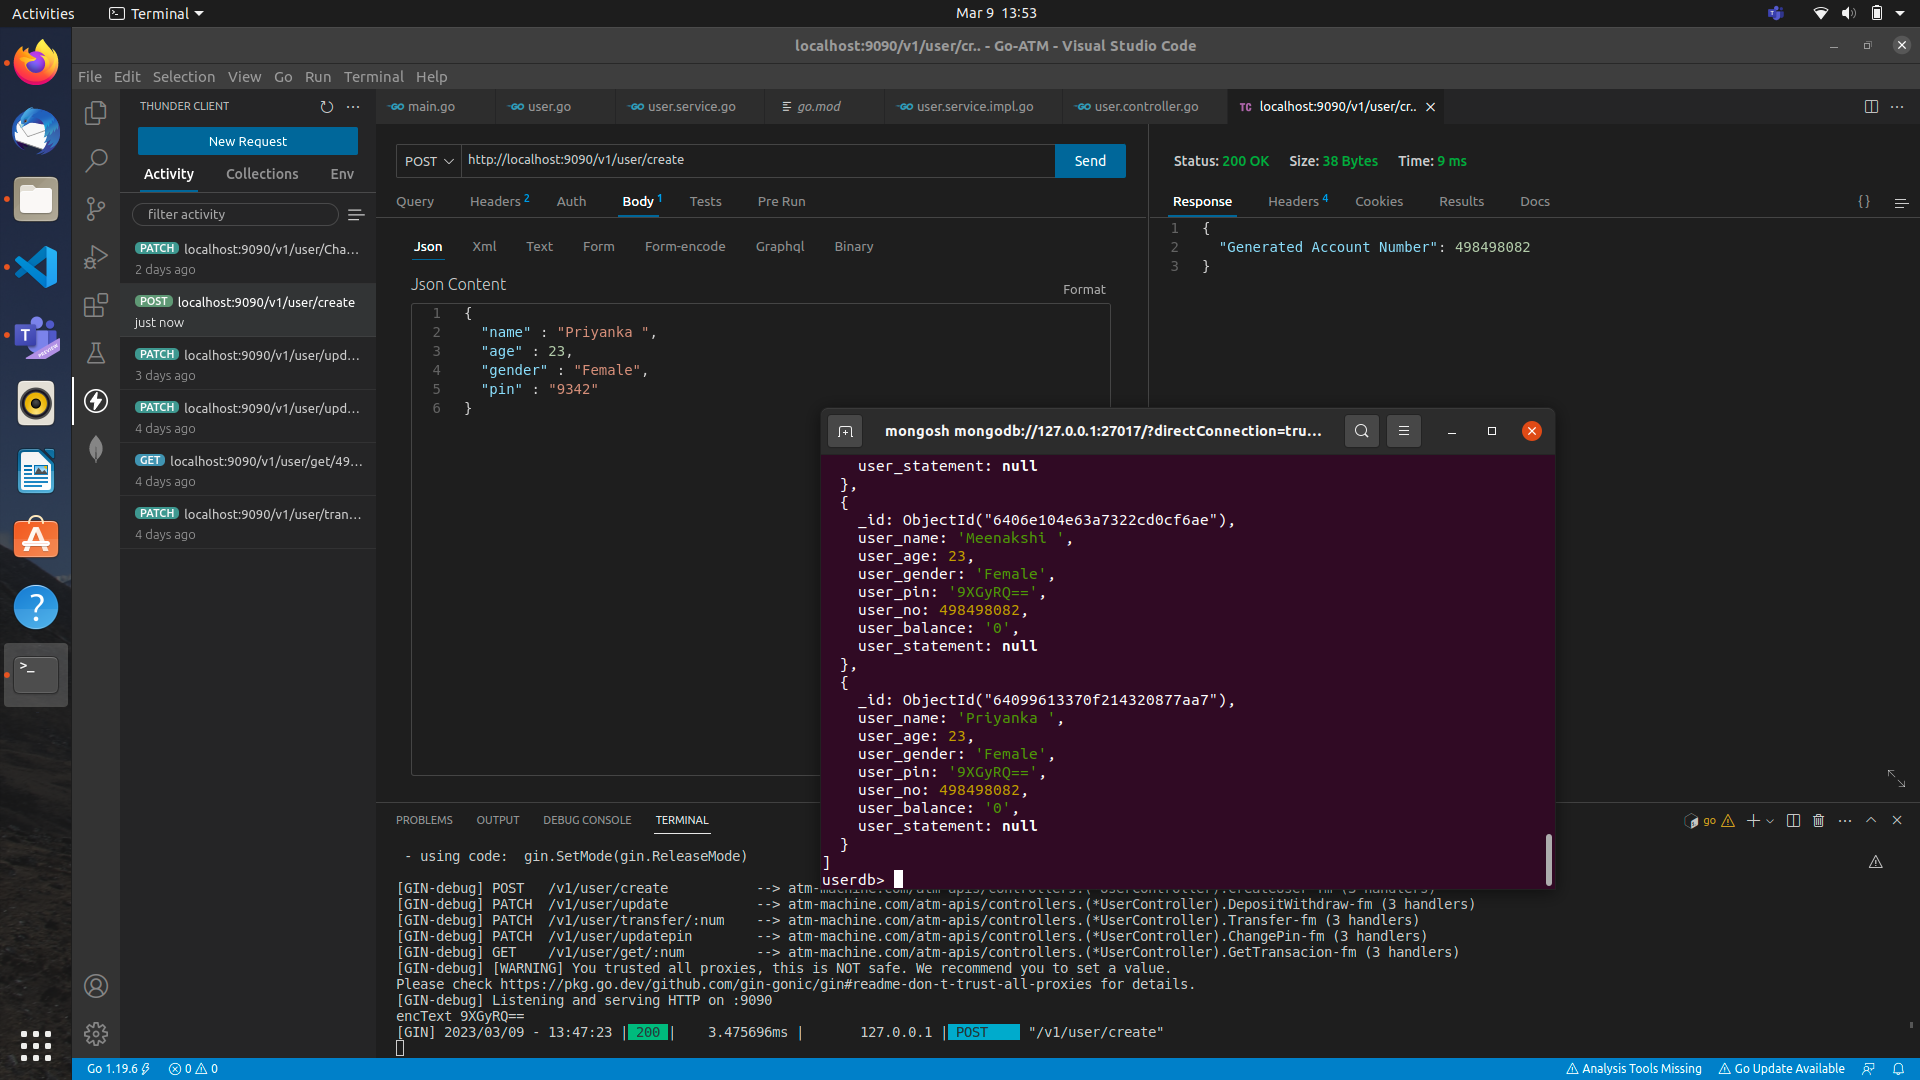 Activities
Terminal
Mar 9 13:53
localhost:9090/v1/user/cr.. - Go-ATM - Visual Studio Code
File Edit Selection View Go Run Terminal Help
THUNDER CLIENT
New Request
Activity Collections Env
filter activity
PATCH localhost:9090/v1/user/Cha...
2 days ago
POST localhost:9090/v1/user/create
just now
PATCH localhost:9090/v1/user/upd...
3 days ago
PATCH localhost:9090/v1/user/upd...
4 days ago
GET localhost:9090/v1/user/get/49...
4 days ago
PATCH localhost:9090/v1/user/tran...
4 days ago
main.go user.go user.service.go go.mod user.service.impl.go user.controller.go TC localhost:9090/v1/user/cr..
POST http://localhost:9090/v1/user/create Send
Query Headers 2 Auth Body 1 Tests Pre Run
Json Xml Text Form Form-encode Graphql Binary
Json Content
Format
1 {
2 "name" : "Priyanka ",
3 "age" : 23,
4 "gender" : "Female",
5 "pin" : "9342"
6 }
Status: 200 OK Size: 38 Bytes Time: 9 ms
Response Headers 4 Cookies Results Docs {}
1 {
2 "Generated Account Number": 498498082
3 }
mongosh mongodb://127.0.0.1:27017/?directConnection=tru...
user_statement: null
},
{
_id: ObjectId("6406e104e63a7322cd0cf6ae"),
user_name: 'Meenakshi ',
user_age: 23,
user_gender: 'Female',
user_pin: '9XGyRQ==',
user_no: 498498082,
user_balance: '0',
user_statement: null
},
{
_id: ObjectId("64099613370f214320877aa7"),
user_name: 'Priyanka ',
user_age: 23,
user_gender: 'Female',
user_pin: '9XGyRQ==',
user_no: 498498082,
user_balance: '0',
user_statement: null
}
]
userdb>
PROBLEMS OUTPUT DEBUG CONSOLE TERMINAL
go
- using code: gin.SetMode(gin.ReleaseMode)
[GIN-debug] POST /v1/user/create --> atm-machine.com/atm-apis/controllers.(*UserController).CreateUser-fm (3 handlers)
[GIN-debug] PATCH /v1/user/update --> atm-machine.com/atm-apis/controllers.(*UserController).DepositWithdraw-fm (3 handlers)
[GIN-debug] PATCH /v1/user/transfer/:num --> atm-machine.com/atm-apis/controllers.(*UserController).Transfer-fm (3 handlers)
[GIN-debug] PATCH /v1/user/updatepin --> atm-machine.com/atm-apis/controllers.(*UserController).ChangePin-fm (3 handlers)
[GIN-debug] GET /v1/user/get/:num --> atm-machine.com/atm-apis/controllers.(*UserController).GetTransacion-fm (3 handlers)
[GIN-debug] [WARNING] You trusted all proxies, this is NOT safe. We recommend you to set a value.
Please check https://pkg.go.dev/github.com/gin-gonic/gin#readme-don-t-trust-all-proxies for details.
[GIN-debug] Listening and serving HTTP on :9090
encText 9XGyRQ==
[GIN] 2023/03/09 - 13:47:23 | 200 | 3.475696ms | 127.0.0.1 | POST "/v1/user/create"
Go 1.19.6 0 0 Analysis Tools Missing Go Update Available